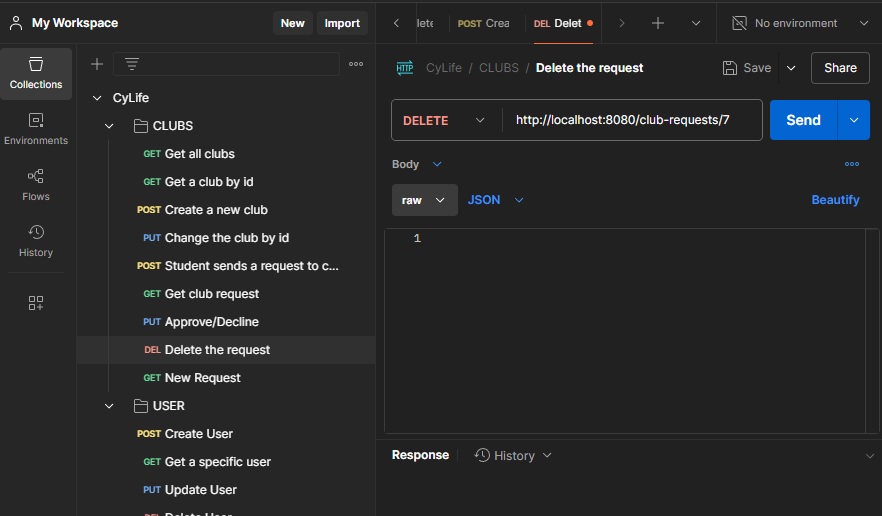 My Workspace
New
Import
Collections
Environments
Flows
History
CyLife
CLUBS
GET Get all clubs
GET Get a club by id
POST Create a new club
PUT Change the club by id
POST Student sends a request to c...
GET Get club request
PUT Approve/Decline
DEL Delete the request
GET New Request
USER
POST Create User
GET Get a specific user
PUT Update User
DEL Delete User
lete
POST Crea
DEL Delet
No environment
HTTP CyLife / CLUBS / Delete the request
Save
Share
DELETE
http://localhost:8080/club-requests/7
Send
Body
raw
JSON
Beautify
1
Response
History